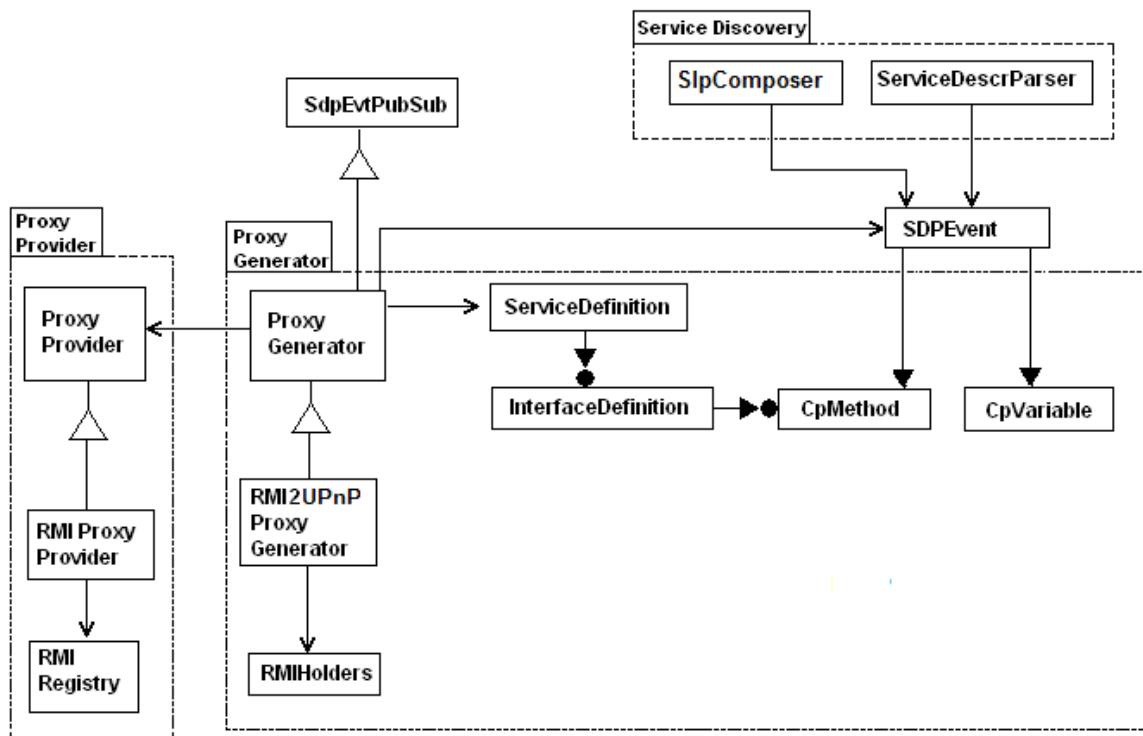 Service Discovery
SlpComposer
ServiceDescrParser
SdpEvtPubSub
Proxy
Provider
Proxy
Generator
SDPEvent
Proxy
Provider
Proxy
Generator
ServiceDefinition
InterfaceDefinition
CpMethod
CpVariable
RMI Proxy
Provider
RMI2UPnP
Proxy
Generator
RMI
Registry
RMIHolders